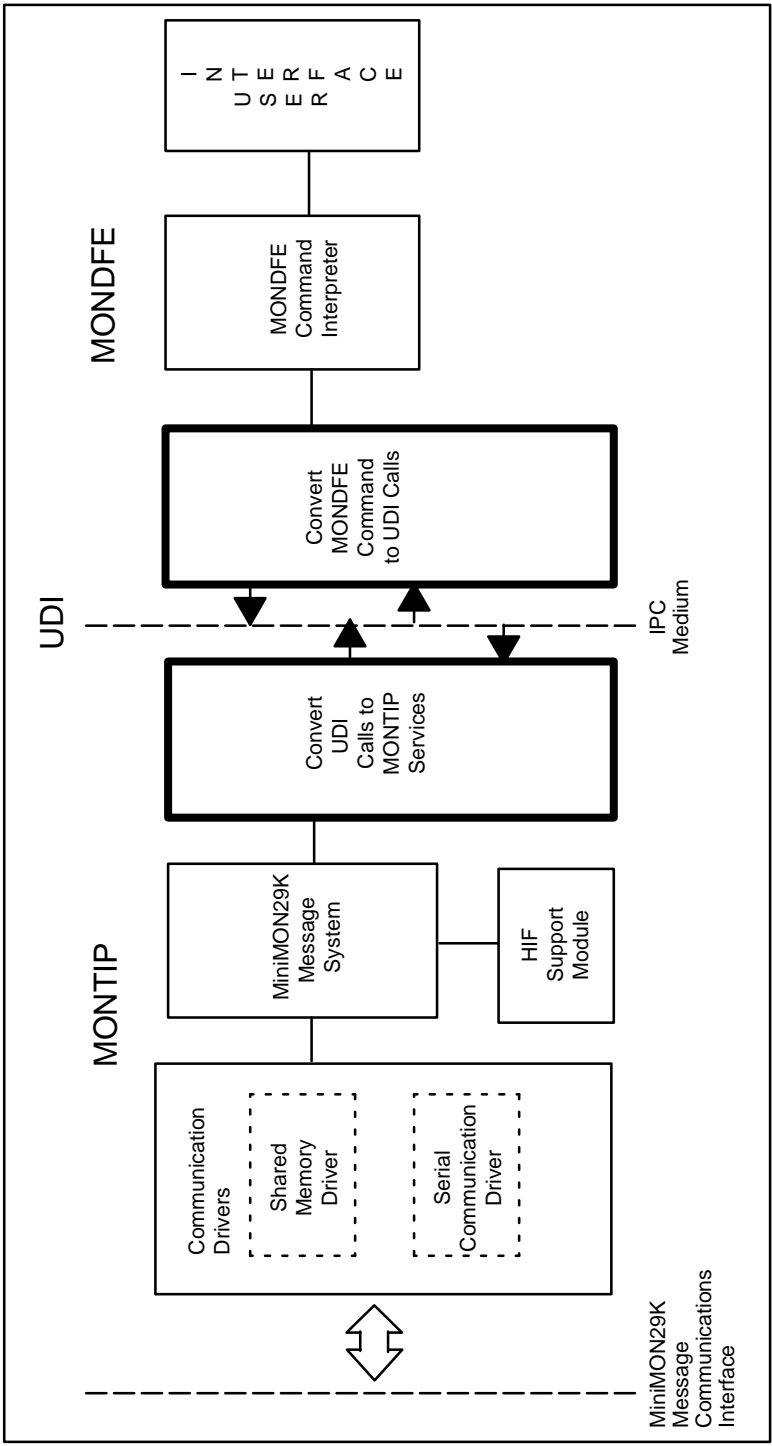 MONTIP
UDI
MONDFE
Communication
Drivers
Shared
Memory
Driver
Serial
Communication
Driver
MiniMON29K
Message
System
HIF
Support
Module
Convert
UDI
Calls to
MONTIP
Services
Convert
MONDFE
Command
to UDI Calls
MONDFE
Command
Interpreter
USER
INTERFACE
MiniMON29K
Message
Communications
Interface
IPC
Medium